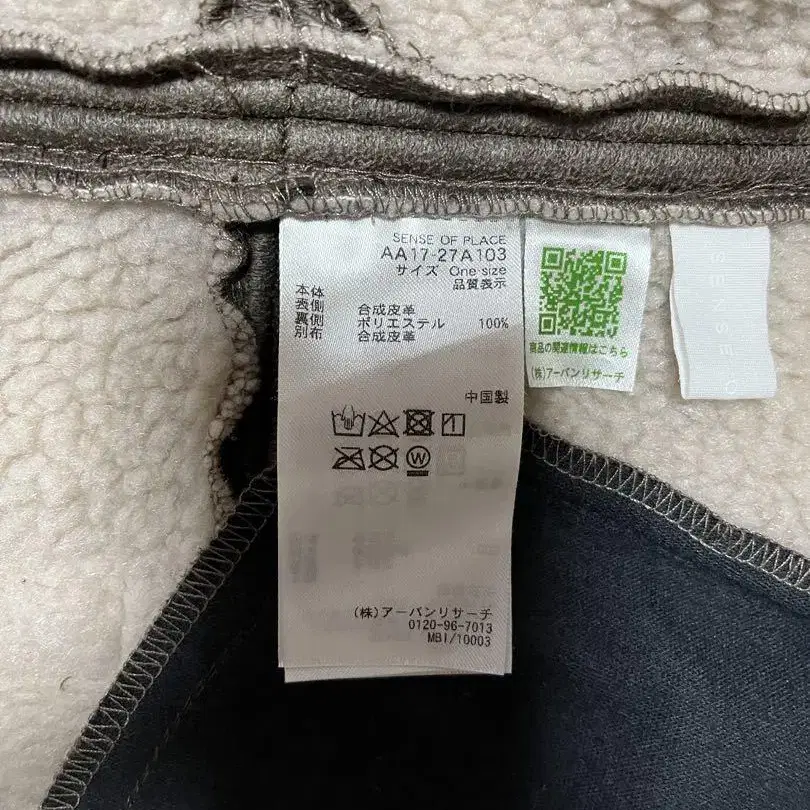 SENSE OF PLACE
AA17-27A103
サイズ One size
品質表示
本体
表側 合成皮革
裏側 ポリエステル 100%
別布 合成皮革
中国製
W
(株)アーバンリサーチ
0120-96-7013
MBI/10003
商品の関連情報はこちら
(株)アーバンリサーチ